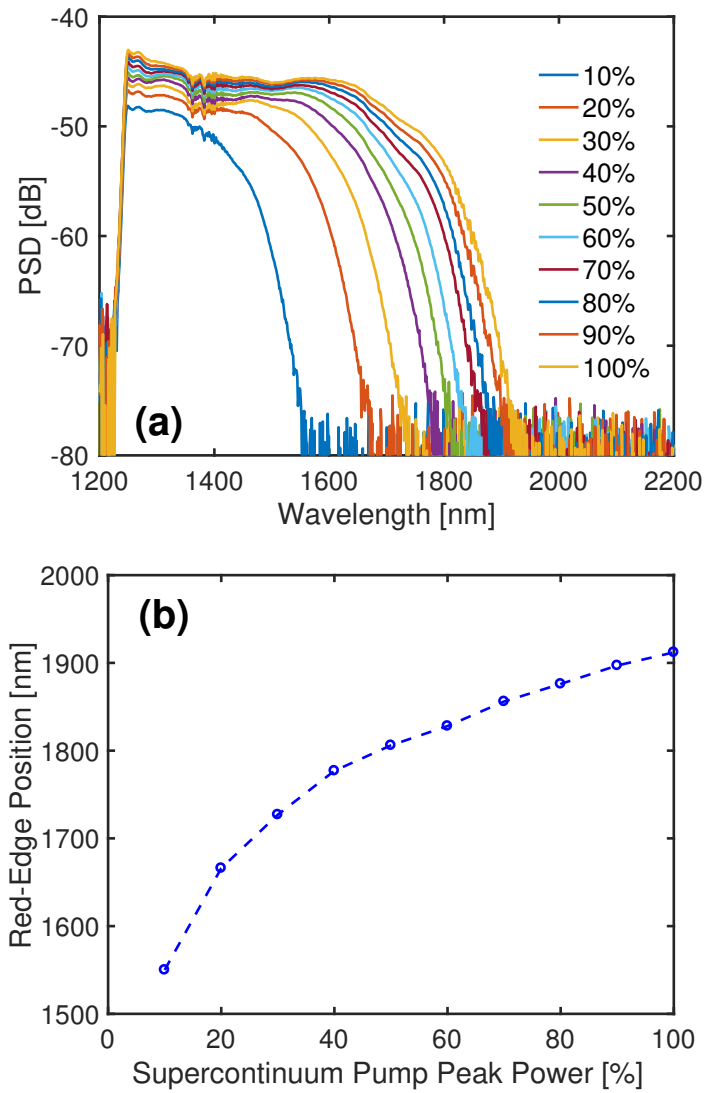 -40
-50
-60
-70
-80
PSD [dB]
10%
20%
30%
40%
50%
60%
70%
80%
90%
100%
(a)
1200 1400 1600 1800 2000 2200
Wavelength [nm]
2000
1900
1800
1700
1600
1500
Red-Edge Position [nm]
(b)
0 20 40 60 80 100
Supercontinuum Pump Peak Power [%]